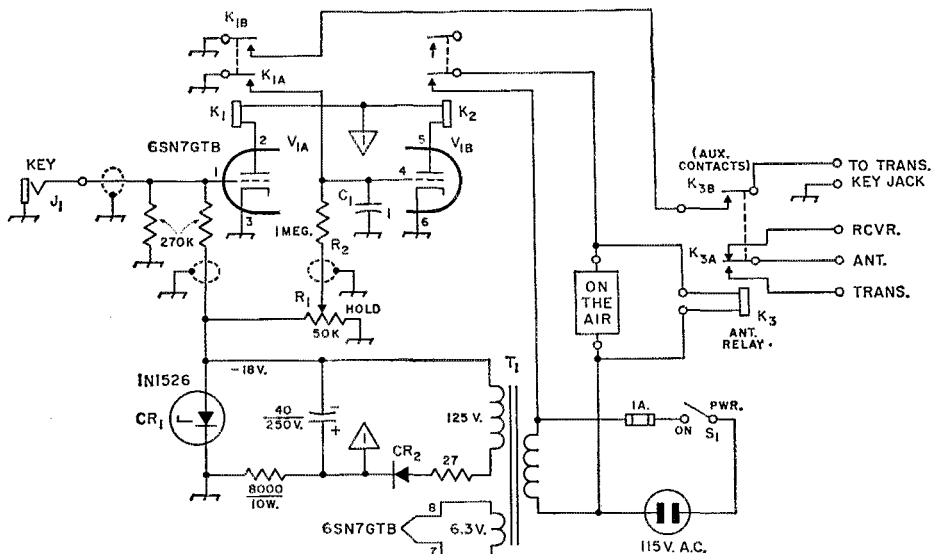 K1B
K1A
K1
K2
6SN7GTB
2
V1A
5
V1B
KEY
1
4
J1
3
C1
1
6
270K
1 MEG.
R2
R1
HOLD
50K
(AUX. CONTACTS)
K3B
TO TRANS.
KEY JACK
RCVR.
K3A
ANT.
TRANS.
ON
THE
AIR
K3
ANT.
RELAY.
-18V.
T1
1N1526
CR1
40
250V.
-
+
1
125 V.
CR2
27
8000
10W.
1A.
PWR.
ON
S1
6SN7GTB
8
7
6.3V.
115V. A.C.